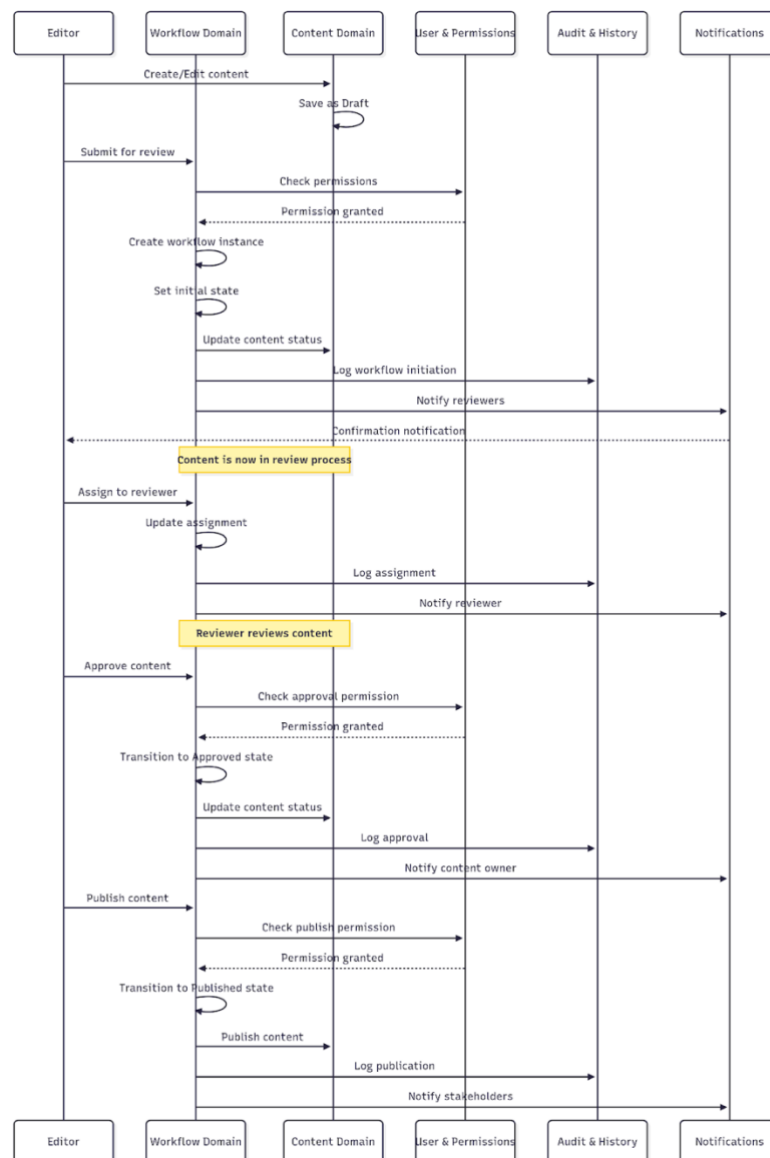 Editor
Workflow Domain
Content Domain
User & Permissions
Audit & History
Notifications
Create/Edit content
Save as Draft
Submit for review
Check permissions
Permission granted
Create workflow instance
Set initial state
Update content status
Log workflow initiation
Notify reviewers
Confirmation notification
Content is now in review process
Assign to reviewer
Update assignment
Log assignment
Notify reviewer
Reviewer reviews content
Approve content
Check approval permission
Permission granted
Transition to Approved state
Update content status
Log approval
Notify content owner
Publish content
Check publish permission
Permission granted
Transition to Published state
Publish content
Log publication
Notify stakeholders
Editor
Workflow Domain
Content Domain
User & Permissions
Audit & History
Notifications